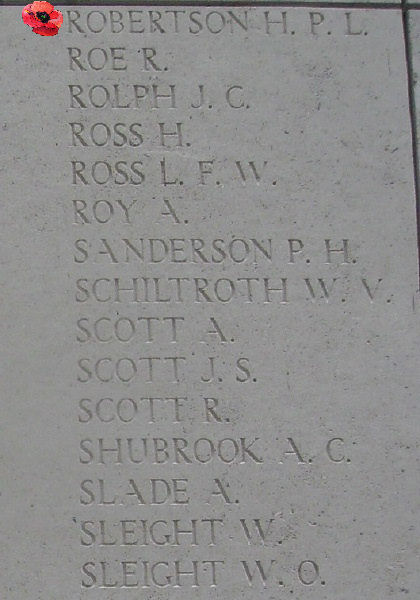 ROBERTSON H. P. L.
ROE R.
ROLPH J. C.
ROSS H.
ROSS L. F. W.
ROY A.
SANDERSON P. H.
SCHILTROTH W. V.
SCOTT A.
SCOTT J. S.
SCOTT R.
SHUBROOK A. C.
SLADE A.
SLEIGHT W.
SLEIGHT W. O.